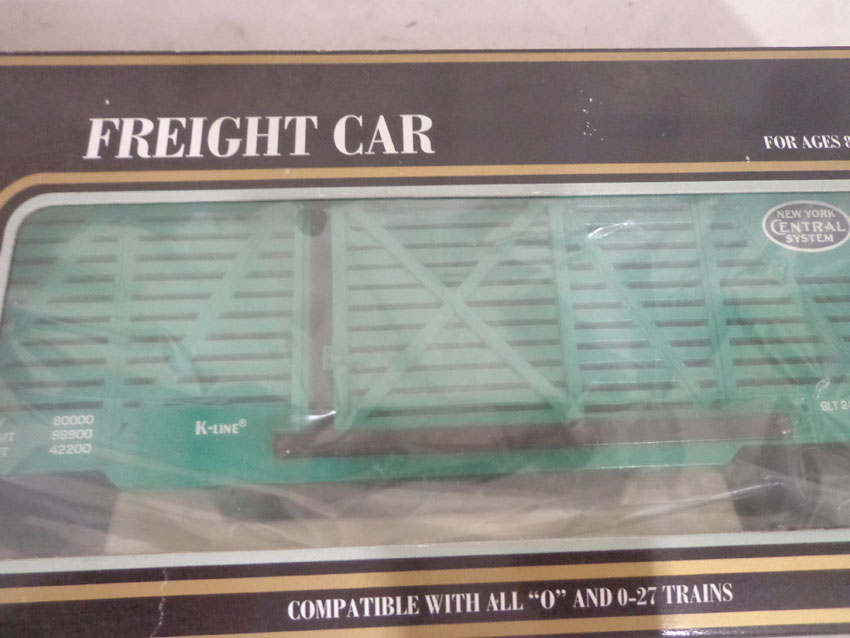 FREIGHT CAR
FOR AGES 8
NEW YORK
CENTRAL
SYSTEM
80000
99900
42200
K-LINE®
COMPATIBLE WITH ALL “O” AND 0-27 TRAINS